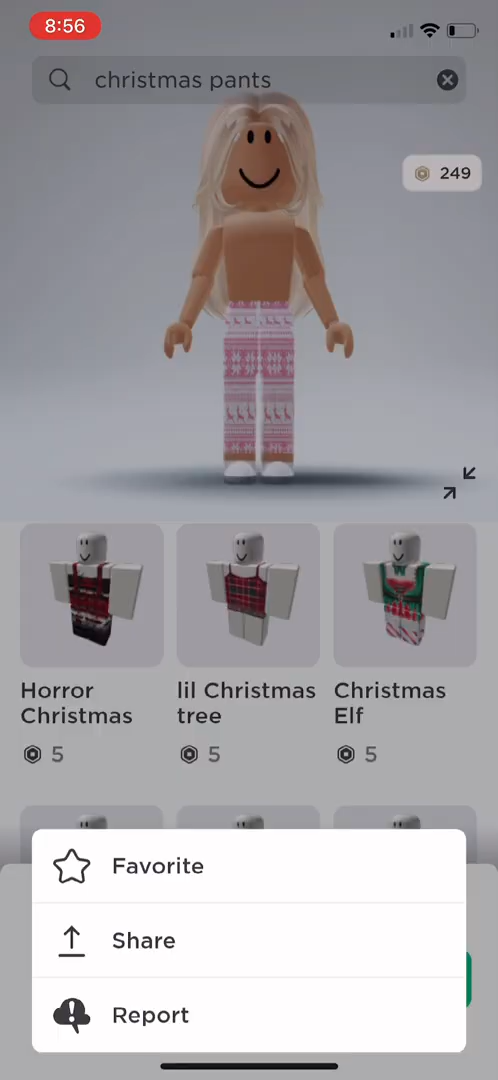 8:56
christmas pants
249
Horror Christmas
lil Christmas tree
Christmas Elf
5
5
5
Favorite
Share
Report